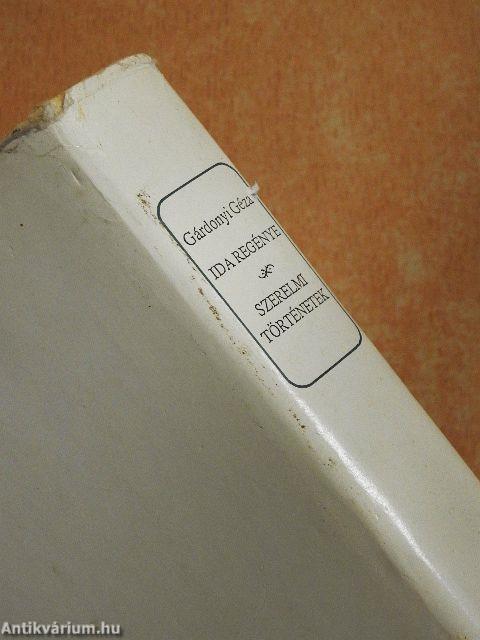 Gárdonyi Géza
IDA REGÉNYE
SZERELMI
TÖRTÉNETEK
Antikvárium.hu